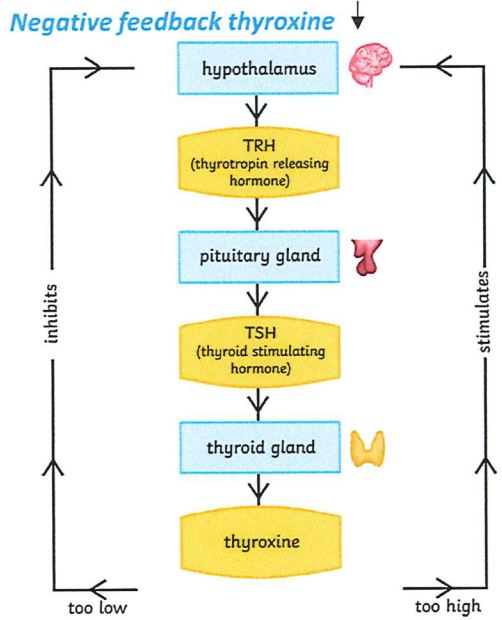 Negative feedback thyroxine
hypothalamus
TRH
(thyrotropin releasing
hormone)
pituitary gland
inhibits
stimulates
TSH
(thyroid stimulating
hormone)
thyroid gland
thyroxine
too low
too high